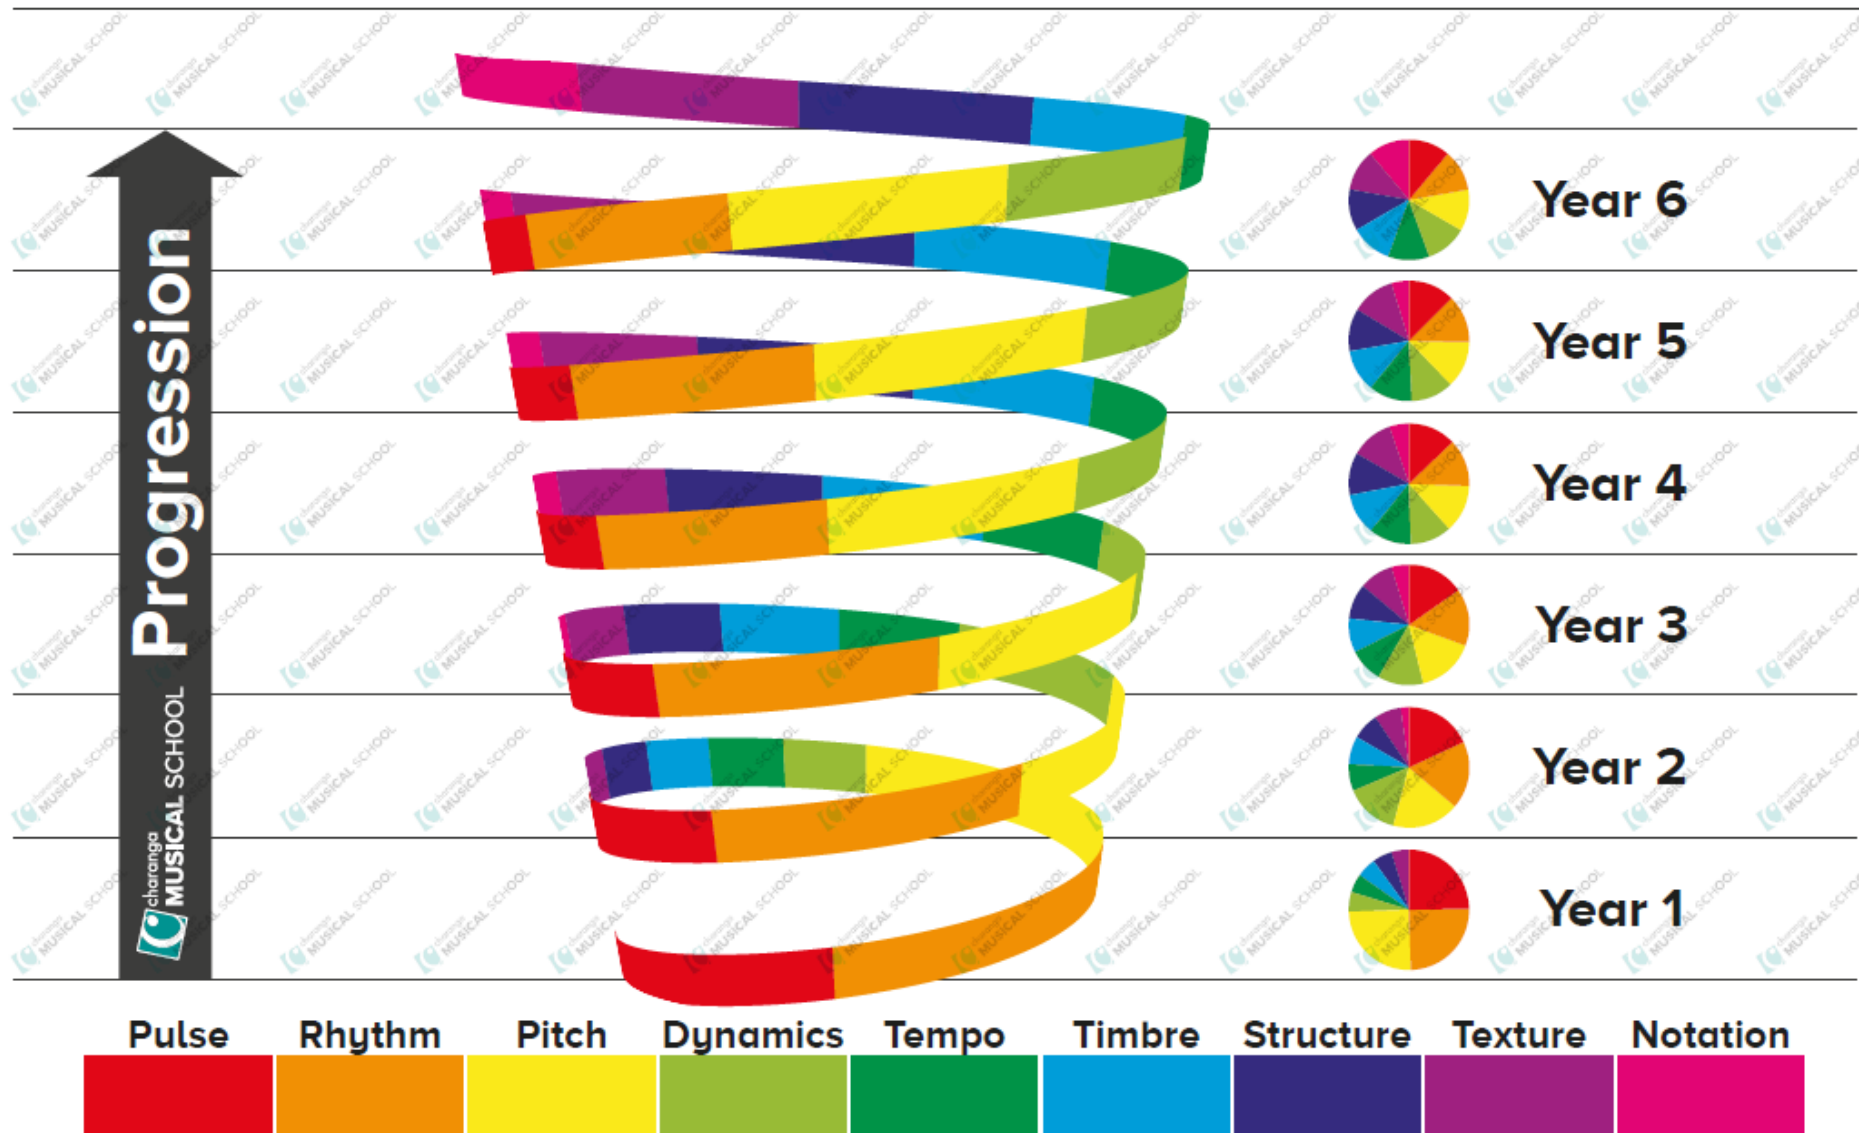 Progression
charanga
MUSICAL SCHOOL
Year 6
Year 5
Year 4
Year 3
Year 2
Year 1
Pulse Rhythm Pitch Dynamics Tempo Timbre Structure Texture Notation